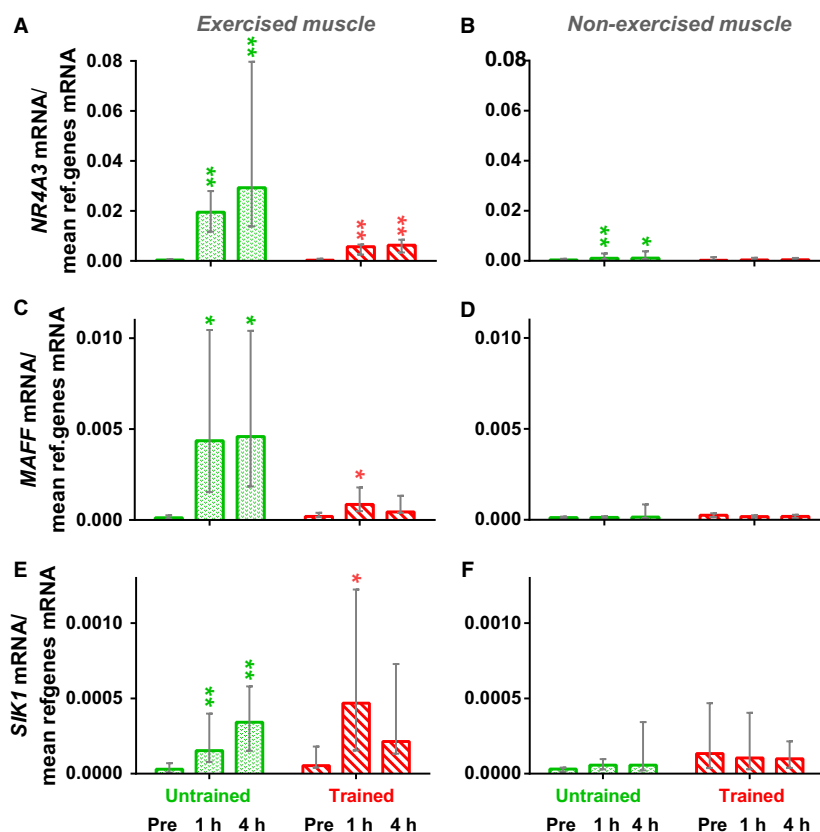 A Exercised muscle
B Non-exercised muscle
NR4A3 mRNA/
mean ref.genes mRNA
0.08
0.06
0.04
0.02
0.00
**
**
**
**
0.08
0.06
0.04
0.02
0.00
**
*
C
D
MAFF mRNA/
mean ref.genes mRNA
0.010
0.005
0.000
*
*
*
0.010
0.005
0.000
E
F
SIK1 mRNA/
mean refgenes mRNA
0.0010
0.0005
0.0000
**
**
*
0.0010
0.0005
0.0000
Untrained Trained
Pre 1 h 4 h Pre 1 h 4 h
Untrained Trained
Pre 1 h 4 h Pre 1 h 4 h